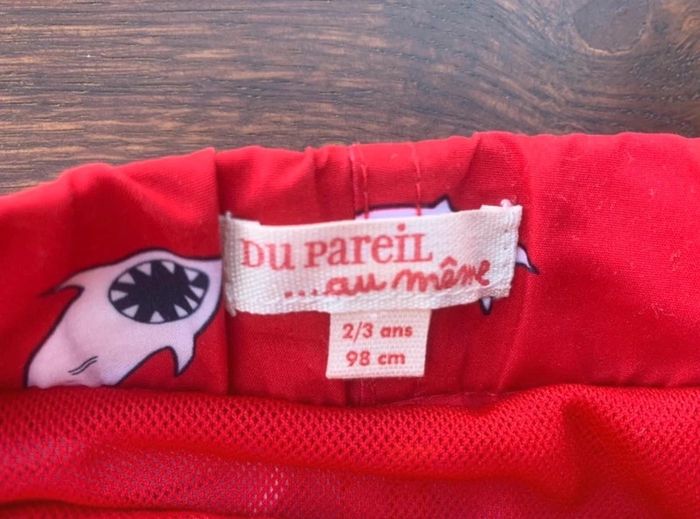 Du pareil
...au même
2/3 ans
98 cm